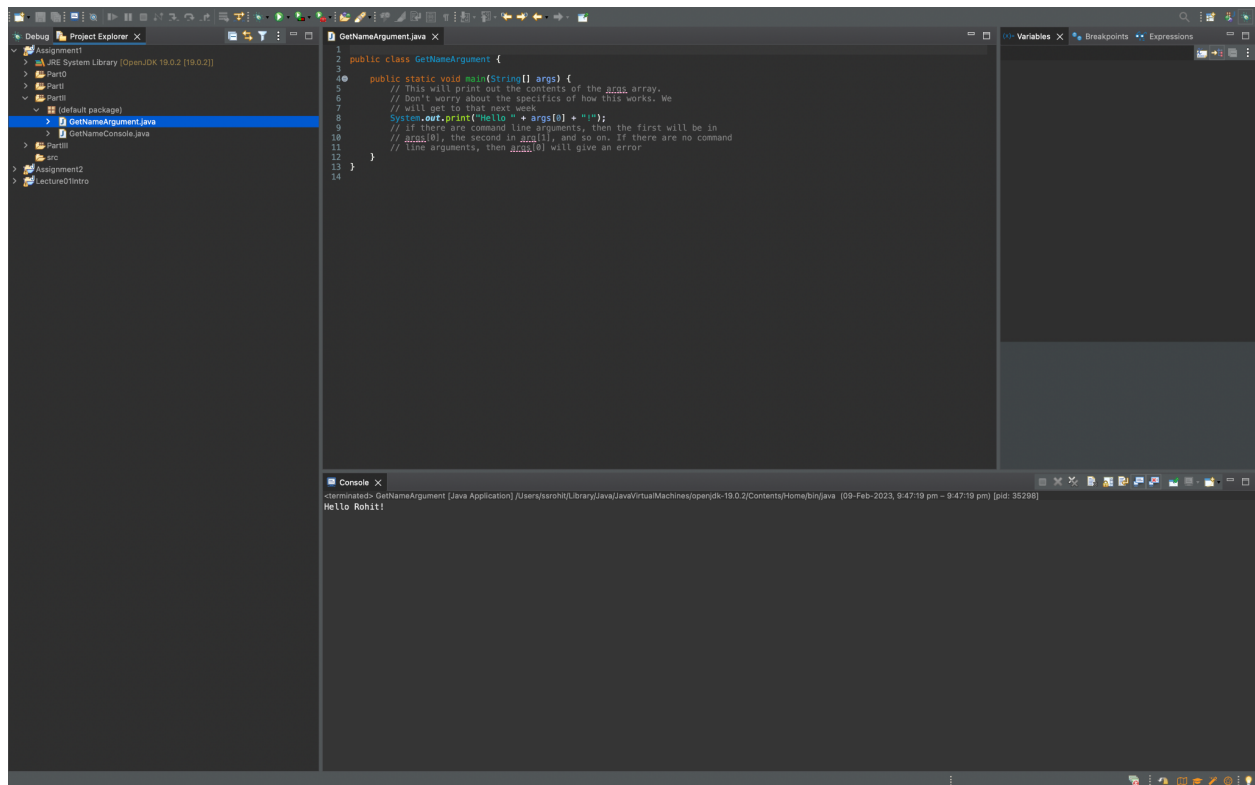 Debug
Project Explorer
Assignment1
JRE System Library [OpenJDK 19.0.2 [19.0.2]]
Part0
PartI
PartII
(default package)
GetNameArgument.java
GetNameConsole.java
PartIII
src
Assignment2
Lecture01Intro
GetNameArgument.java
1
2 public class GetNameArgument {
3
4 public static void main(String[] args) {
5 // This will print out the contents of the args array.
6 // Don't worry about the specifics of how this works. We
7 // will get to that next week
8 System.out.print("Hello " + args[0] + "!");
9 // if there are command line arguments, then the first will be in
10 // args[0], the second in arg[1], and so on. If there are no command
11 // line arguments, then args[0] will give an error
12 }
13 }
14
Variables
Breakpoints
Expressions
Console
<terminated> GetNameArgument [Java Application] /Users/ssrohit/Library/Java/JavaVirtualMachines/openjdk-19.0.2/Contents/Home/bin/java (09-Feb-2023, 9:47:19 pm – 9:47:19 pm) [pid: 35298]
Hello Rohit!